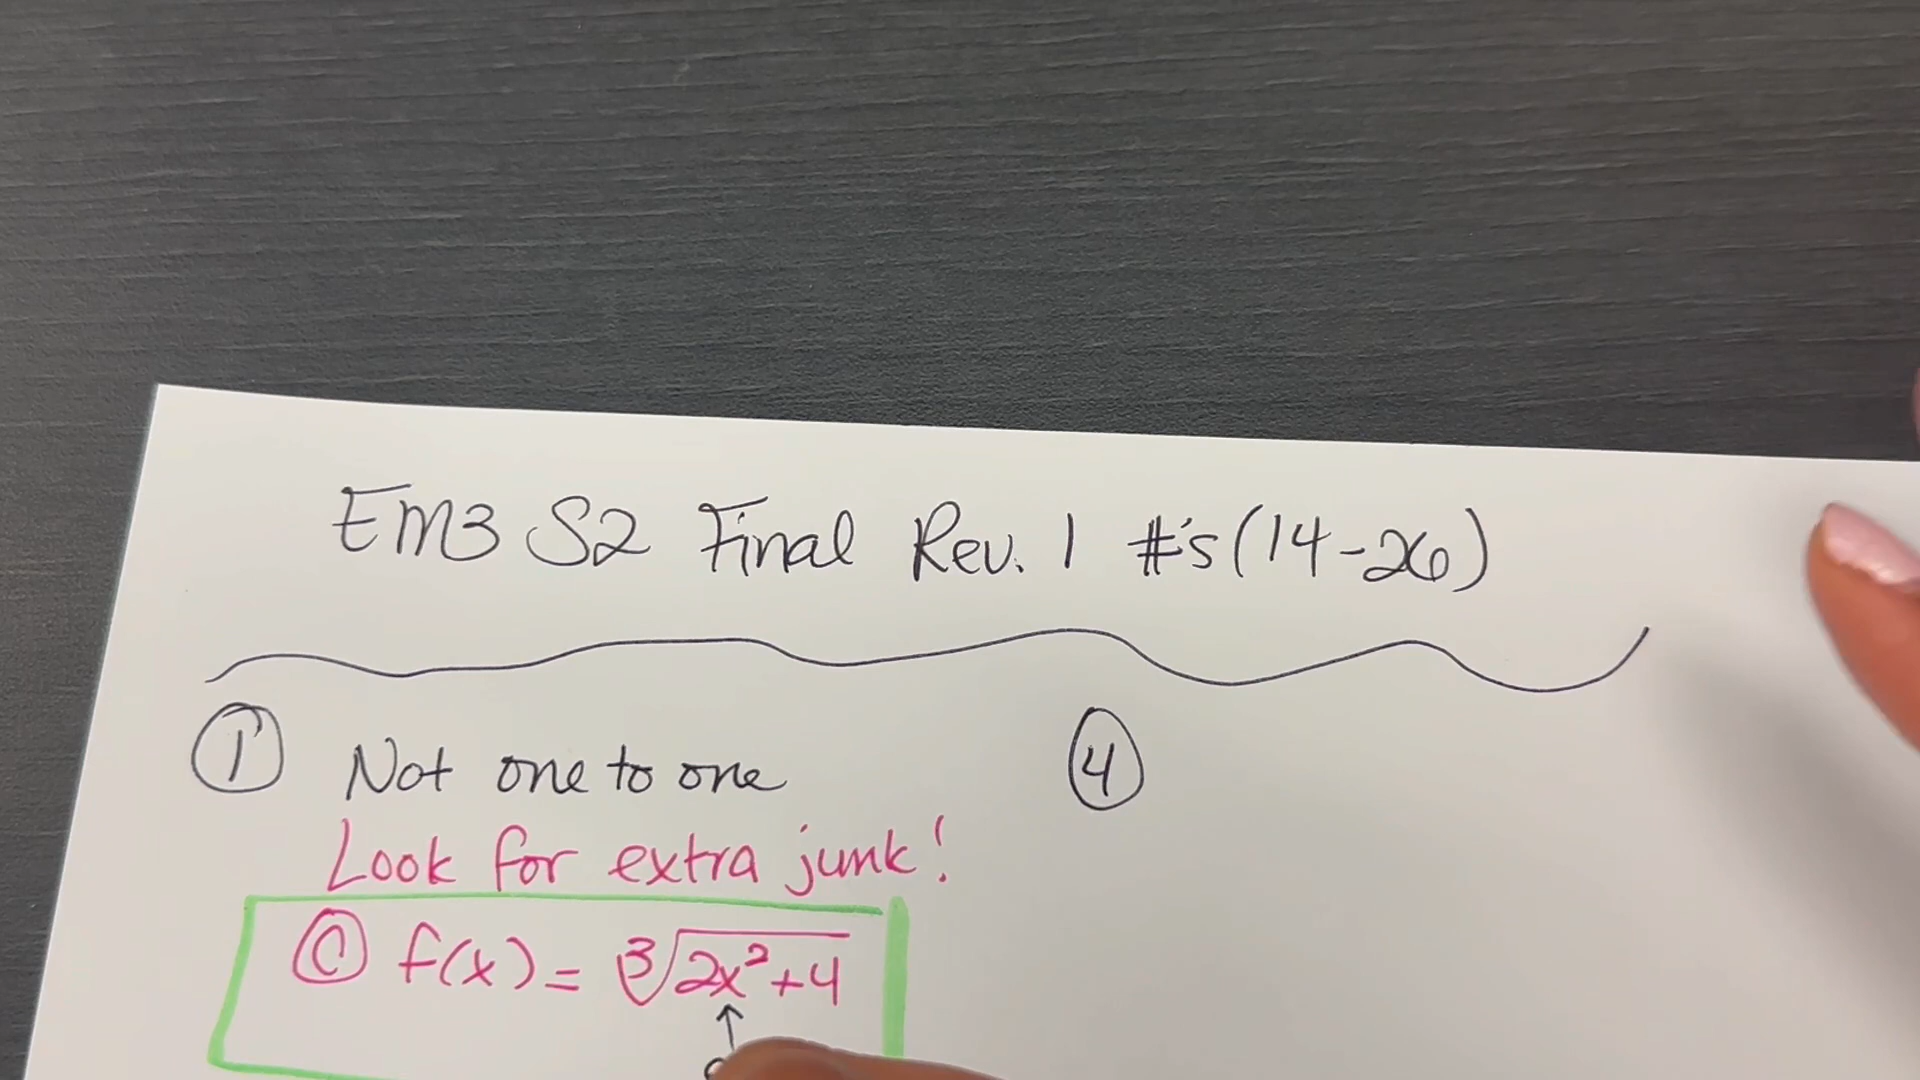 EM3 S2 Final Rev. 1 #'s (14-26)
① Not one to one
Look for extra junk!
Ⓒ f(x) = ∛(2x²+4)
↑
④